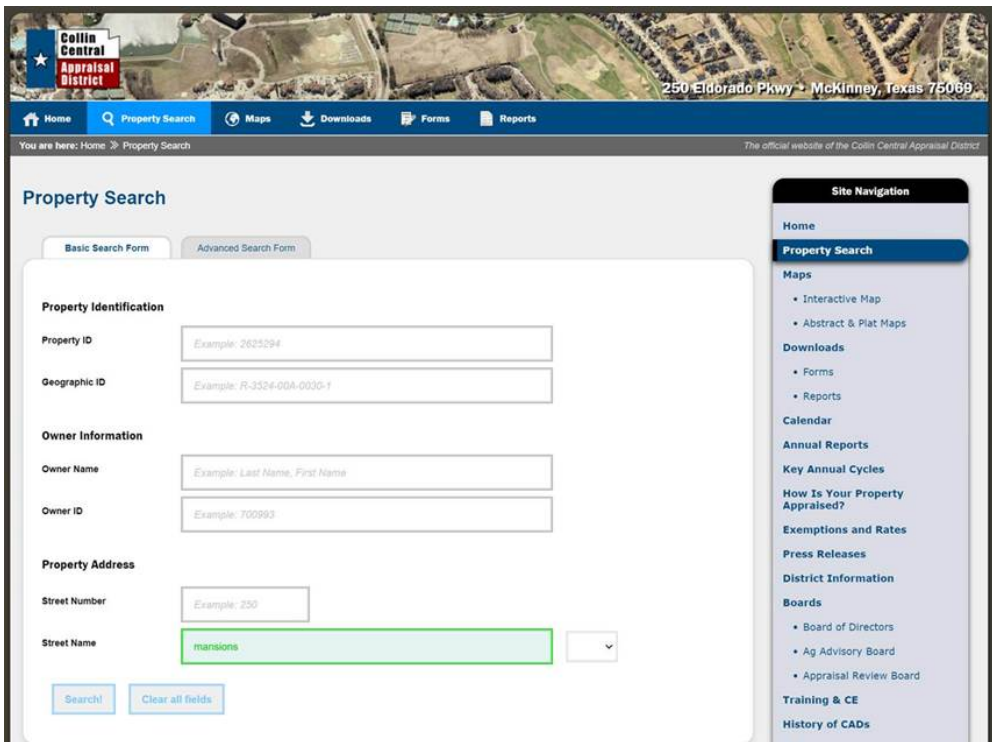 Collin
Central
Appraisal
District
250 Eldorado Pkwy • McKinney, Texas 75069
Home Property Search Maps Downloads Forms Reports
You are here: Home ≫ Property Search
The official website of the Collin Central Appraisal District
Property Search
Basic Search Form Advanced Search Form
Property Identification
Property ID Example: 2625294
Geographic ID Example: R-3524-00A-0030-1
Owner Information
Owner Name Example: Last Name, First Name
Owner ID Example: 700993
Property Address
Street Number Example: 250
Street Name mansions
Search! Clear all fields
Site Navigation
Home
Property Search
Maps
• Interactive Map
• Abstract & Plat Maps
Downloads
• Forms
• Reports
Calendar
Annual Reports
Key Annual Cycles
How Is Your Property
Appraised?
Exemptions and Rates
Press Releases
District Information
Boards
• Board of Directors
• Ag Advisory Board
• Appraisal Review Board
Training & CE
History of CADs